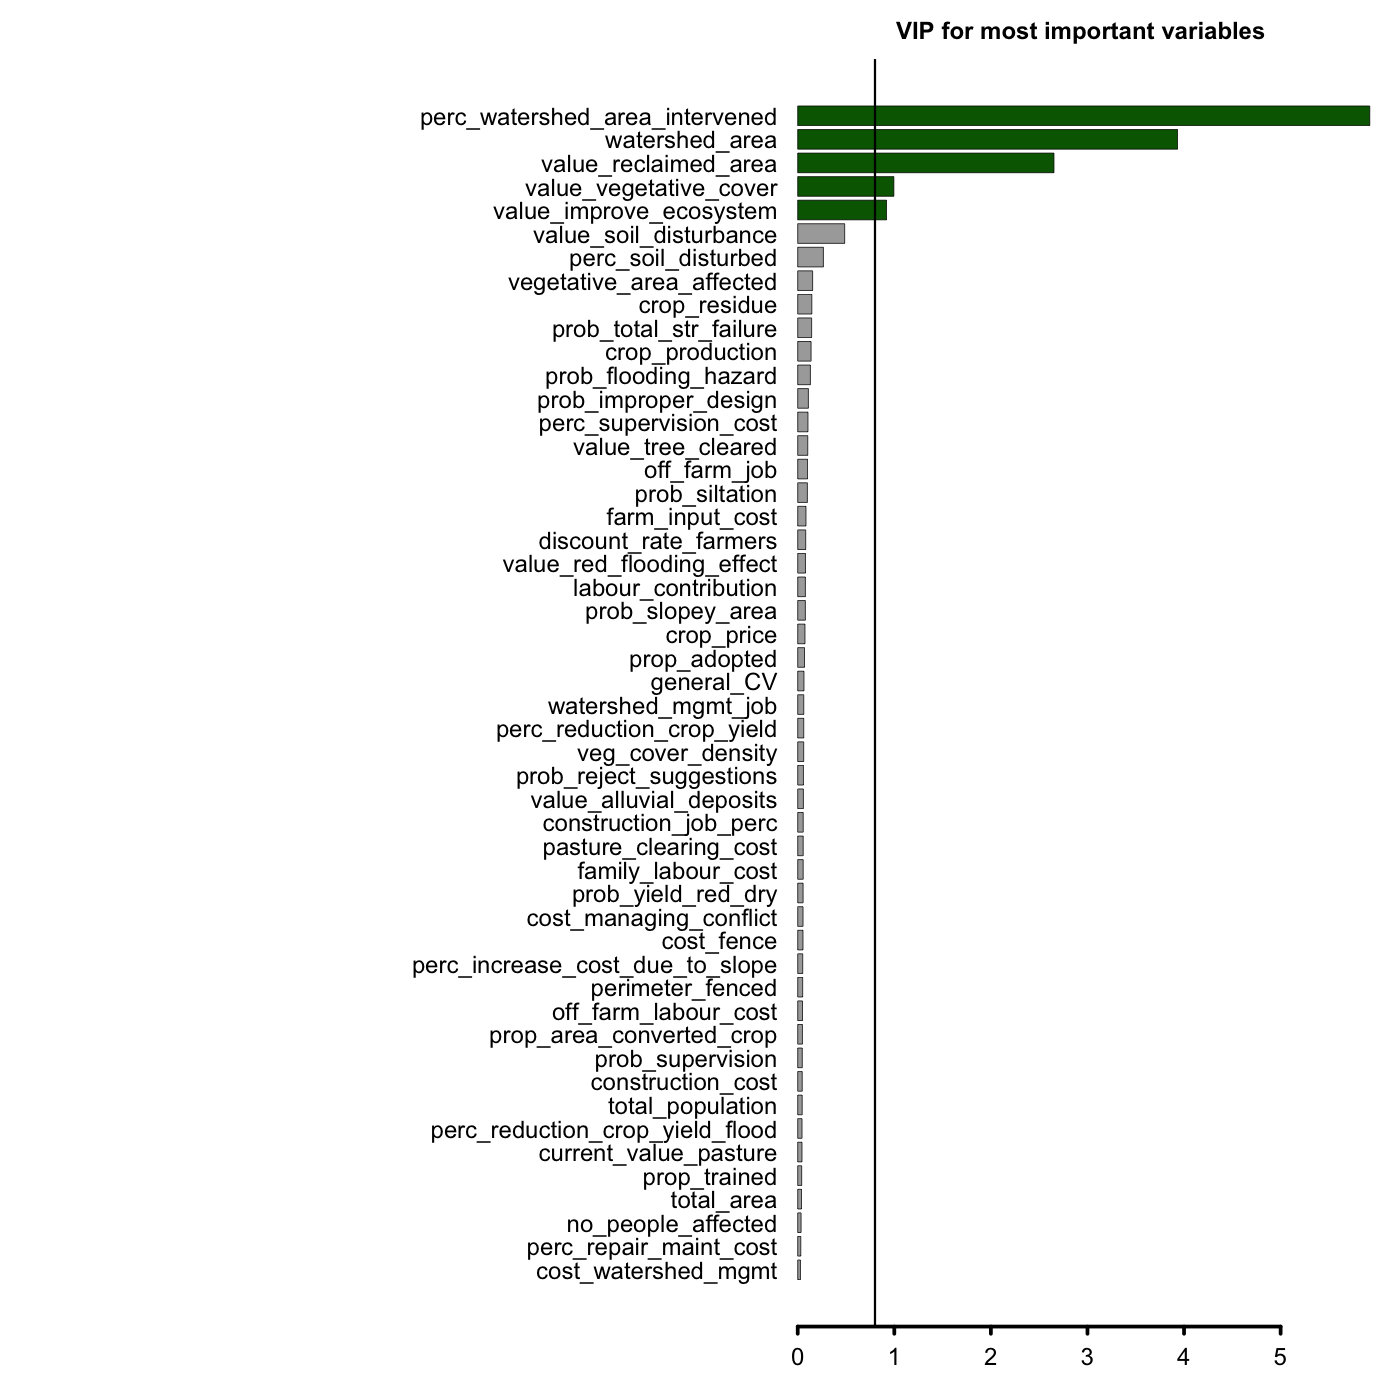 VIP for most important variables
perc_watershed_area_intervened
watershed_area
value_reclaimed_area
value_vegetative_cover
value_improve_ecosystem
value_soil_disturbance
perc_soil_disturbed
vegetative_area_affected
crop_residue
prob_total_str_failure
crop_production
prob_flooding_hazard
prob_improper_design
perc_supervision_cost
value_tree_cleared
off_farm_job
prob_siltation
farm_input_cost
discount_rate_farmers
value_red_flooding_effect
labour_contribution
prob_slopey_area
crop_price
prop_adopted
general_CV
watershed_mgmt_job
perc_reduction_crop_yield
veg_cover_density
prob_reject_suggestions
value_alluvial_deposits
construction_job_perc
pasture_clearing_cost
family_labour_cost
prob_yield_red_dry
cost_managing_conflict
cost_fence
perc_increase_cost_due_to_slope
perimeter_fenced
off_farm_labour_cost
prop_area_converted_crop
prob_supervision
construction_cost
total_population
perc_reduction_crop_yield_flood
current_value_pasture
prop_trained
total_area
no_people_affected
perc_repair_maint_cost
cost_watershed_mgmt
0 1 2 3 4 5